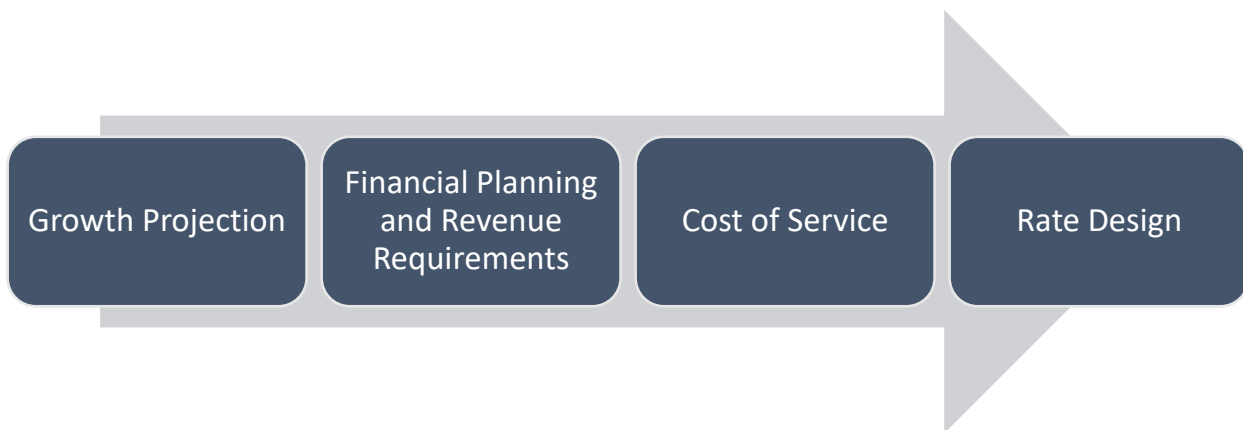 Growth Projection
Financial Planning
and Revenue
Requirements
Cost of Service
Rate Design